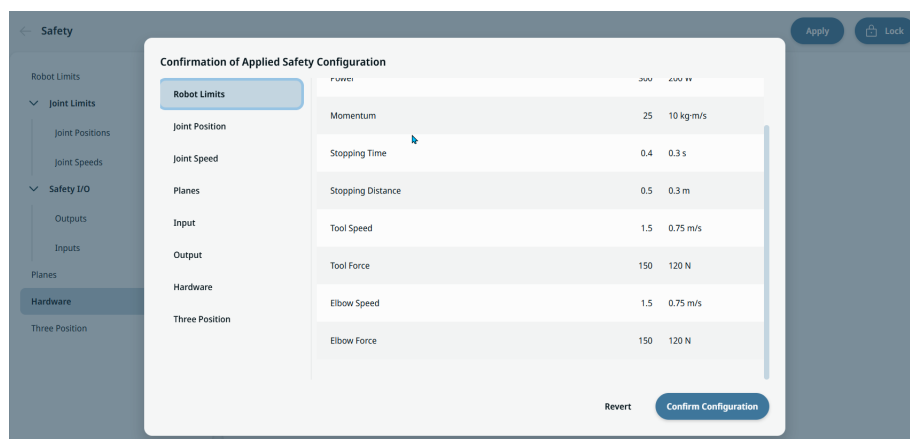 Safety
Apply
Lock
Robot Limits
Joint Limits
Joint Positions
Joint Speeds
Safety I/O
Outputs
Inputs
Planes
Hardware
Three Position
Confirmation of Applied Safety Configuration
Robot Limits
Joint Position
Joint Speed
Planes
Input
Output
Hardware
Three Position
Power 300 200 W
Momentum 25 10 kg·m/s
Stopping Time 0.4 0.3 s
Stopping Distance 0.5 0.3 m
Tool Speed 1.5 0.75 m/s
Tool Force 150 120 N
Elbow Speed 1.5 0.75 m/s
Elbow Force 150 120 N
Revert
Confirm Configuration